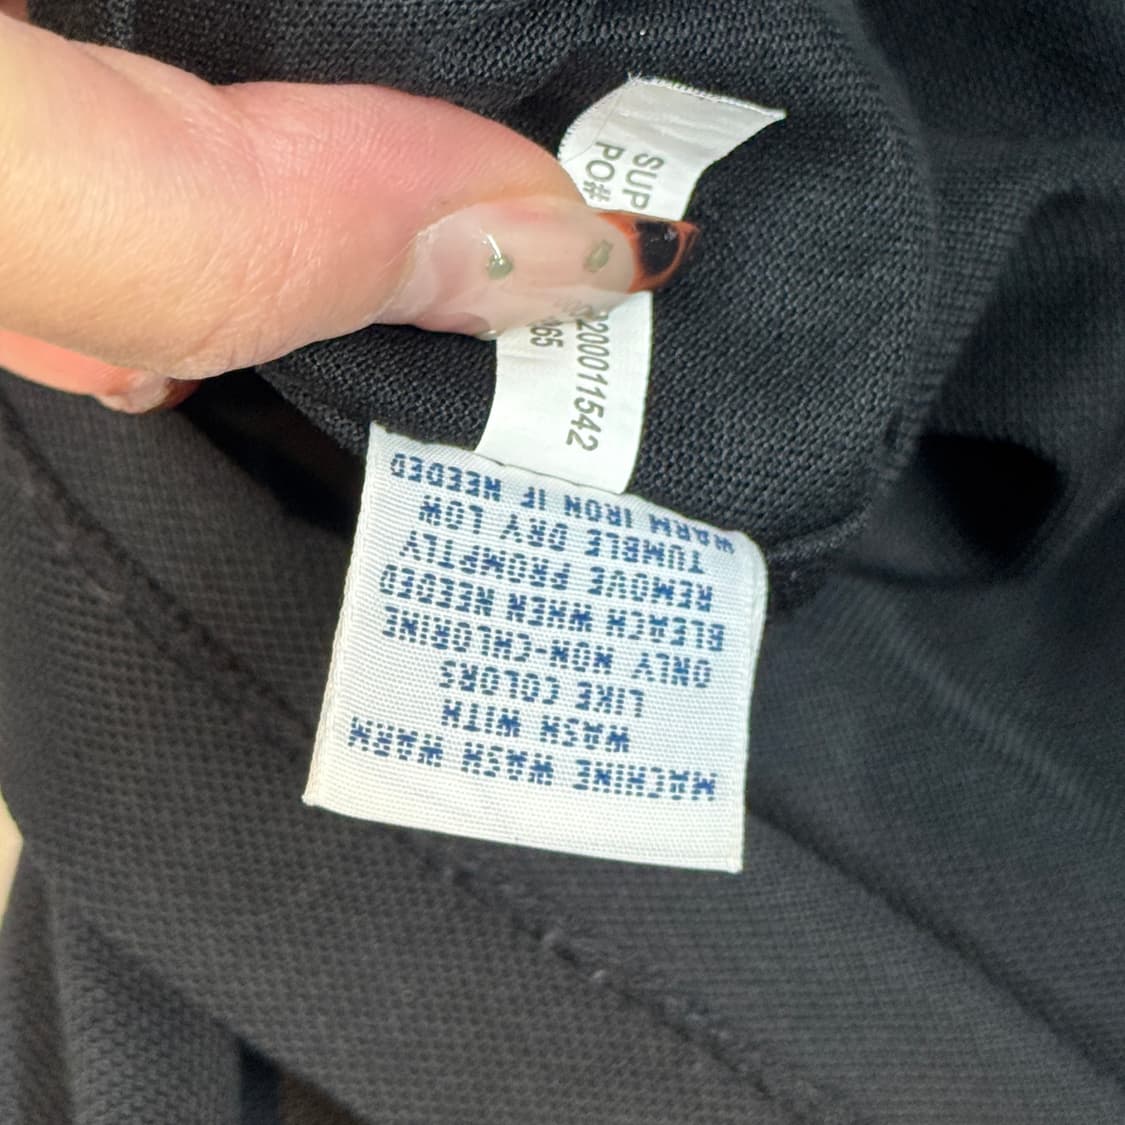 SUP
PO#
20011542
65
MACHINE WASH WARM
WASH WITH
LIKE COLORS
ONLY NON-CHLORINE
BLEACH WHEN NEEDED
REMOVE PROMPTLY
TUMBLE DRY LOW
WARM IRON IF NEEDED